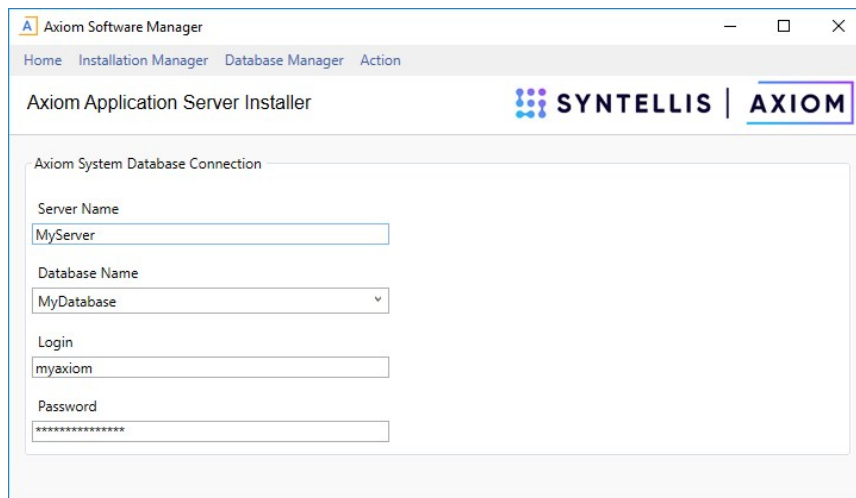 A Axiom Software Manager
Home Installation Manager Database Manager Action
Axiom Application Server Installer
SYNTELLIS | AXIOM
Axiom System Database Connection
Server Name
MyServer
Database Name
MyDatabase
Login
myaxiom
Password
***************